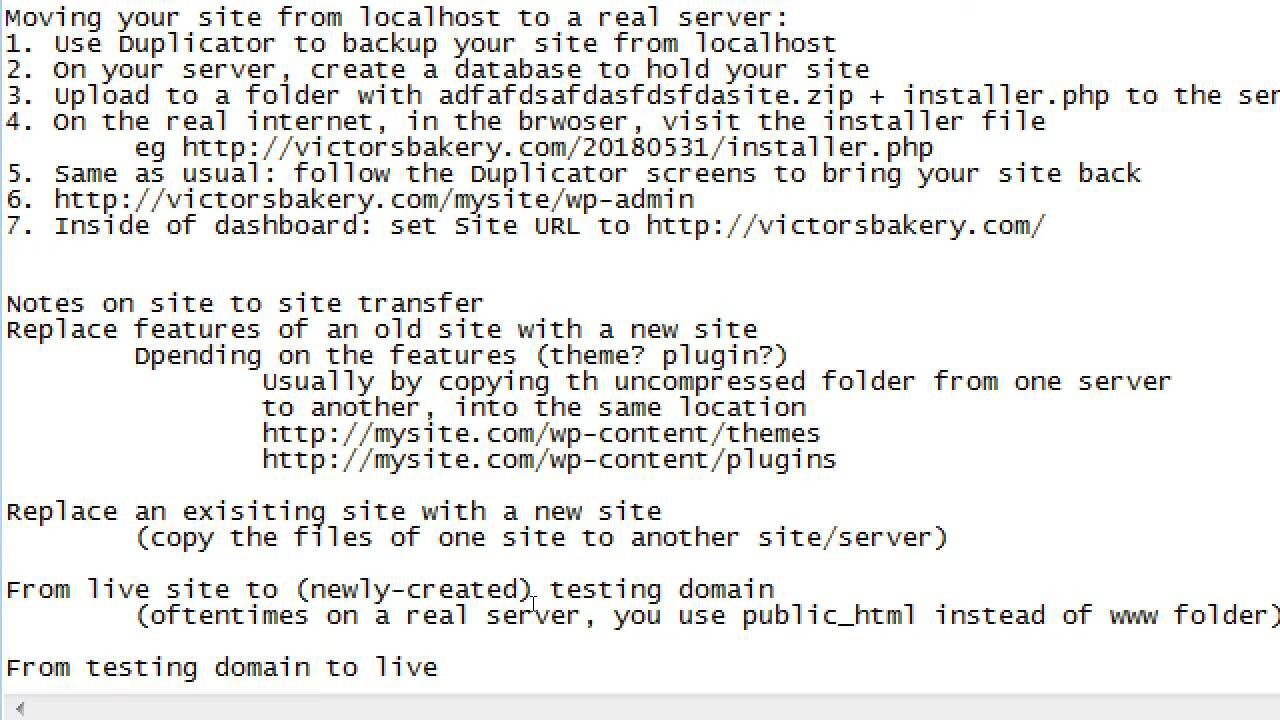 Moving your site from localhost to a real server:
1. Use Duplicator to backup your site from localhost
2. On your server, create a database to hold your site
3. Upload to a folder with adfafdsafdasfdsfdasite.zip + installer.php to the ser
4. On the real internet, in the brwoser, visit the installer file
eg http://victorsbakery.com/20180531/installer.php
5. Same as usual: follow the Duplicator screens to bring your site back
6. http://victorsbakery.com/mysite/wp-admin
7. Inside of dashboard: set Site URL to http://victorsbakery.com/
Notes on site to site transfer
Replace features of an old site with a new site
Dpending on the features (theme? plugin?)
Usually by copying th uncompressed folder from one server
to another, into the same location
http://mysite.com/wp-content/themes
http://mysite.com/wp-content/plugins
Replace an exisiting site with a new site
(copy the files of one site to another site/server)
From live site to (newly-created) testing domain
(oftentimes on a real server, you use public_html instead of www folder)
From testing domain to live